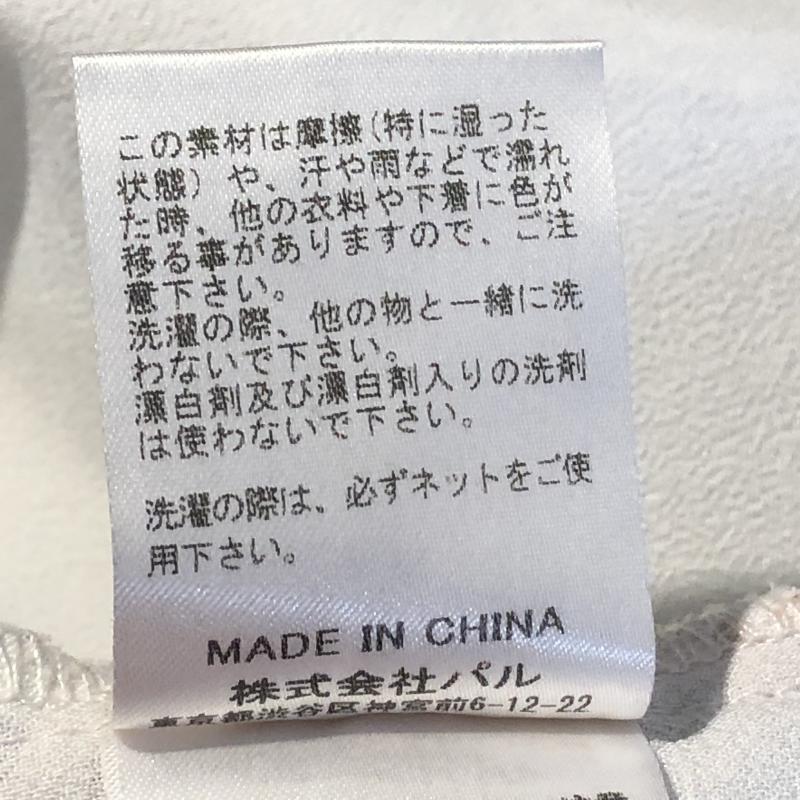 この素材は摩擦(特に湿った
状態)や、汗や雨などで濡れ
た時、他の衣料や下着に色が
移る事がありますので、ご注
意下さい。
洗濯の際、他の物と一緒に洗
わないで下さい。
漂白剤及び漂白剤入りの洗剤
は使わないで下さい。
洗濯の際は、必ずネットをご使
用下さい。
MADE IN CHINA
株式会社パル
東京都渋谷区神宮前6-12-22